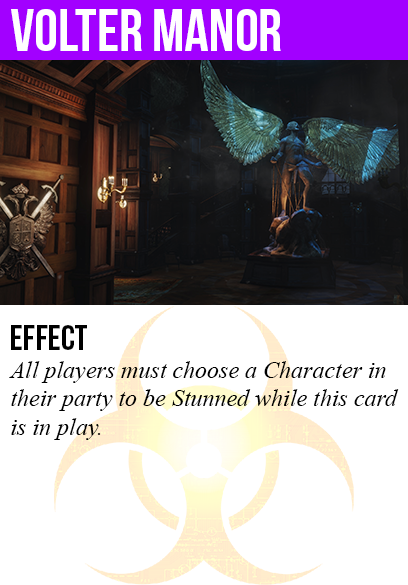 VOLTER MANOR
EFFECT
All players must choose a Character in
their party to be Stunned while this card
is in play.